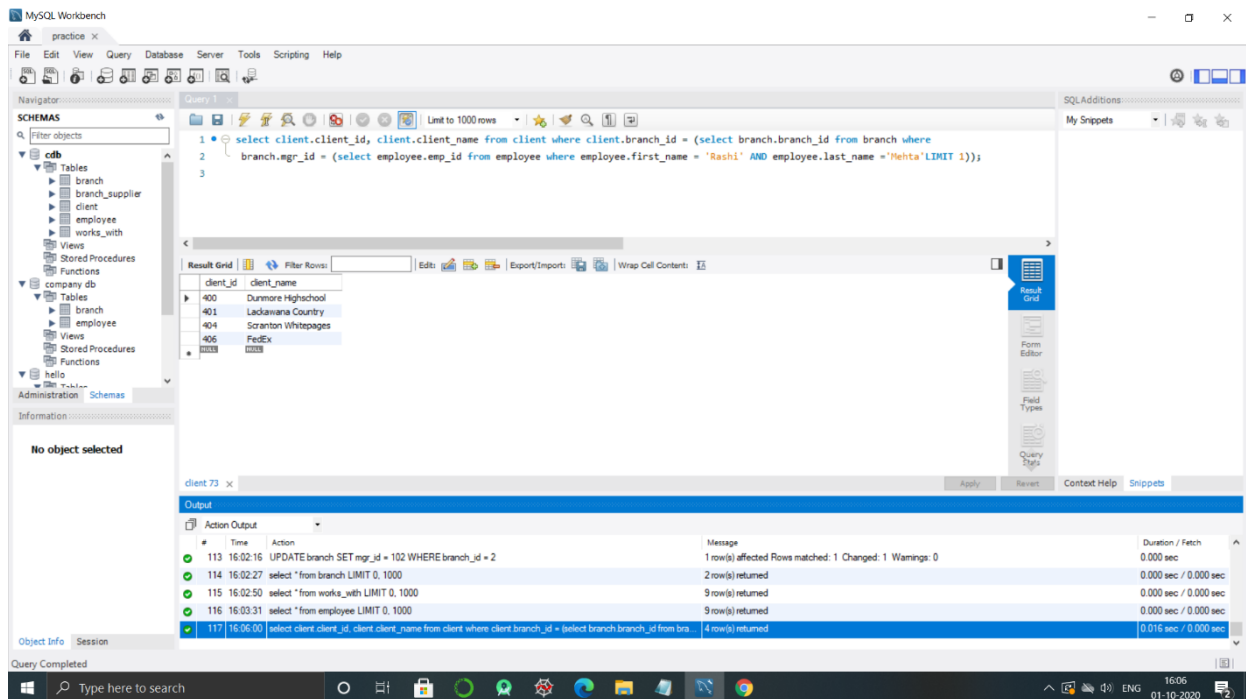 MySQL Workbench
practice ×
File Edit View Query Database Server Tools Scripting Help
Navigator
SCHEMAS
Filter objects
cdb
Tables
branch
branch_supplier
client
employee
works_with
Views
Stored Procedures
Functions
company db
Tables
branch
employee
Views
Stored Procedures
Functions
hello
Tables
Administration Schemas
Information
No object selected
Object Info Session
Query 1 ×
Limit to 1000 rows
1 select client.client_id, client.client_name from client where client.branch_id = (select branch.branch_id from branch where
2 branch.mgr_id = (select employee.emp_id from employee where employee.first_name = 'Rashi' AND employee.last_name ='Mehta'LIMIT 1));
3
Result Grid Filter Rows: Edit: Export/Import: Wrap Cell Content:
client_id client_name
400 Dunmore Highschool
401 Lackawana Country
404 Scranton Whitepages
406 FedEx
NULL NULL
Result Grid
Form Editor
Field Types
Query Stats
client 73 ×
Apply Revert
SQLAdditions
My Snippets
Context Help Snippets
Output
Action Output
# Time Action Message Duration / Fetch
113 16:02:16 UPDATE branch SET mgr_id = 102 WHERE branch_id = 2 1 row(s) affected Rows matched: 1 Changed: 1 Warnings: 0 0.000 sec
114 16:02:27 select * from branch LIMIT 0, 1000 2 row(s) returned 0.000 sec / 0.000 sec
115 16:02:50 select * from works_with LIMIT 0, 1000 9 row(s) returned 0.000 sec / 0.000 sec
116 16:03:31 select * from employee LIMIT 0, 1000 9 row(s) returned 0.000 sec / 0.000 sec
117 16:06:00 select client.client_id, client.client_name from client where client.branch_id = (select branch.branch_id from bra... 4 row(s) returned 0.016 sec / 0.000 sec
Query Completed
Type here to search
ENG
16:06
01-10-2020
2